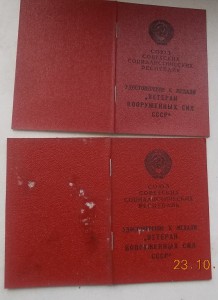 СОЮЗ
СОВЕТСКИХ
СОЦИАЛИСТИЧЕСКИХ
РЕСПУБЛИК
УДОСТОВЕРЕНИЕ К МЕДАЛИ
„ВЕТЕРАН
ВООРУЖЕННЫХ СИЛ
СССР"
СОЮЗ
СОВЕТСКИХ
СОЦИАЛИСТИЧЕСКИХ
РЕСПУБЛИК
УДОСТОВЕРЕНИЕ К МЕДАЛИ
„ВЕТЕРАН
ВООРУЖЕННЫХ СИЛ
СССР"
23.10.